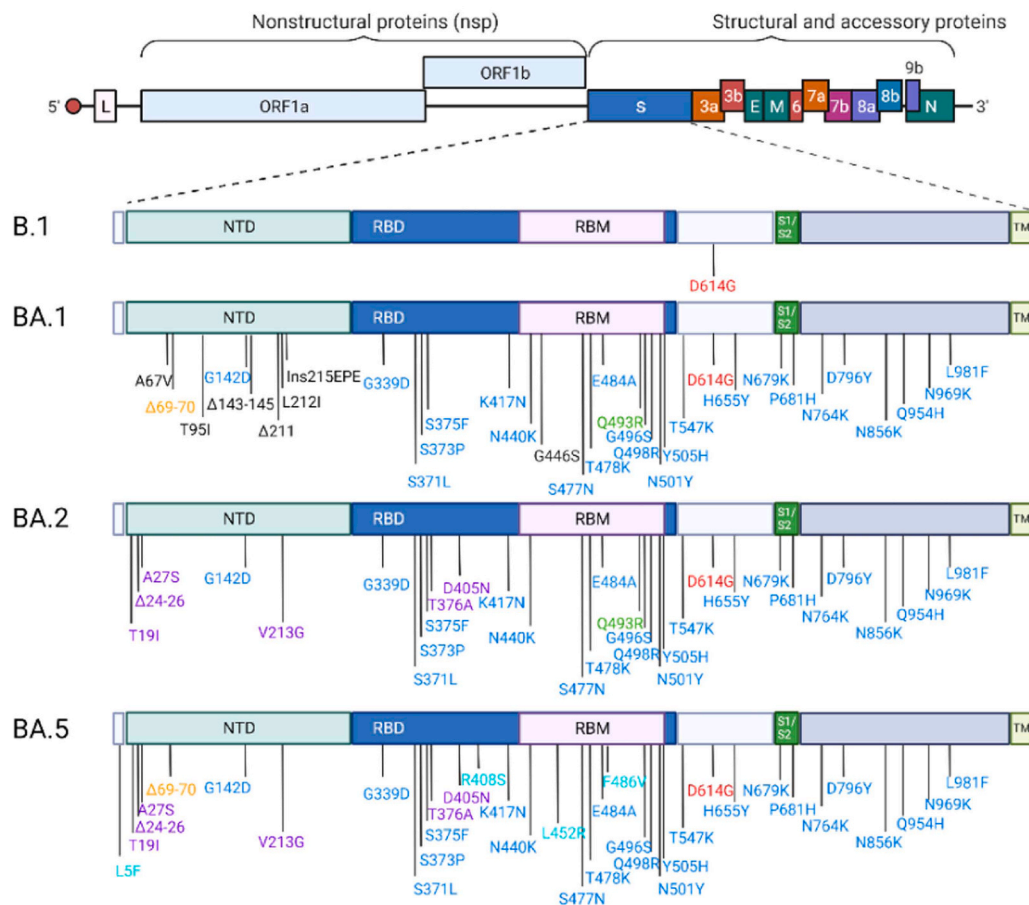 Nonstructural proteins (nsp) Structural and accessory proteins
9b
ORF1b
3b 7a 8b
5' L ORF1a S 3a E M 6 7b 8a N 3'
B.1 NTD RBD RBM S1/ TM
S2
D614G
BA.1 NTD RBD RBM S1/ TM
S2
A67V G142D Ins215EPE G339D E484A D614G N679K D796Y L981F
Δ69-70 Δ143-145 L212I K417N H655Y P681H N969K
T95I Δ211 S375F N440K Q493R T547K N764K Q954H
S373P G446S G496S N856K
S371L T478K Q498R Y505H
S477N N501Y
BA.2 NTD RBD RBM S1/ TM
S2
A27S G142D G339D D405N E484A D614G N679K D796Y L981F
Δ24-26 T376A K417N H655Y P681H N969K
T19I V213G S375F N440K Q493R T547K N764K Q954H
S373P G496S N856K
S371L T478K Q498R Y505H
S477N N501Y
BA.5 NTD RBD RBM S1/ TM
S2
Δ69-70 G142D G339D R408S F486V D614G N679K D796Y L981F
A27S D405N E484A H655Y P681H N969K
Δ24-26 T376A K417N N764K Q954H
T19I V213G S375F N440K L452R G496S T547K N856K
S373P Q498R Y505H
L5F S371L T478K N501Y
S477N